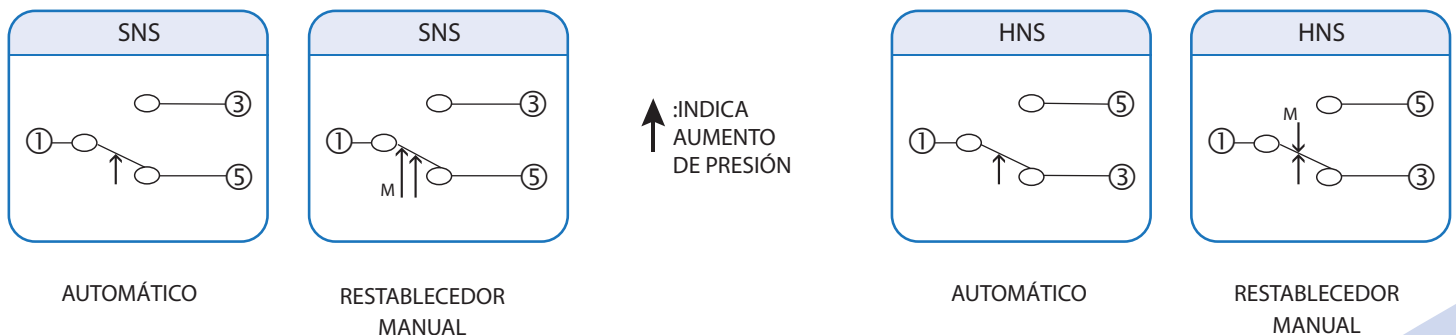 SNS
③
①
⑤
AUTOMÁTICO
SNS
③
①
M
⑤
RESTABLECEDOR
MANUAL
:INDICA
AUMENTO
DE PRESIÓN
HNS
⑤
①
③
AUTOMÁTICO
HNS
M
⑤
①
③
RESTABLECEDOR
MANUAL